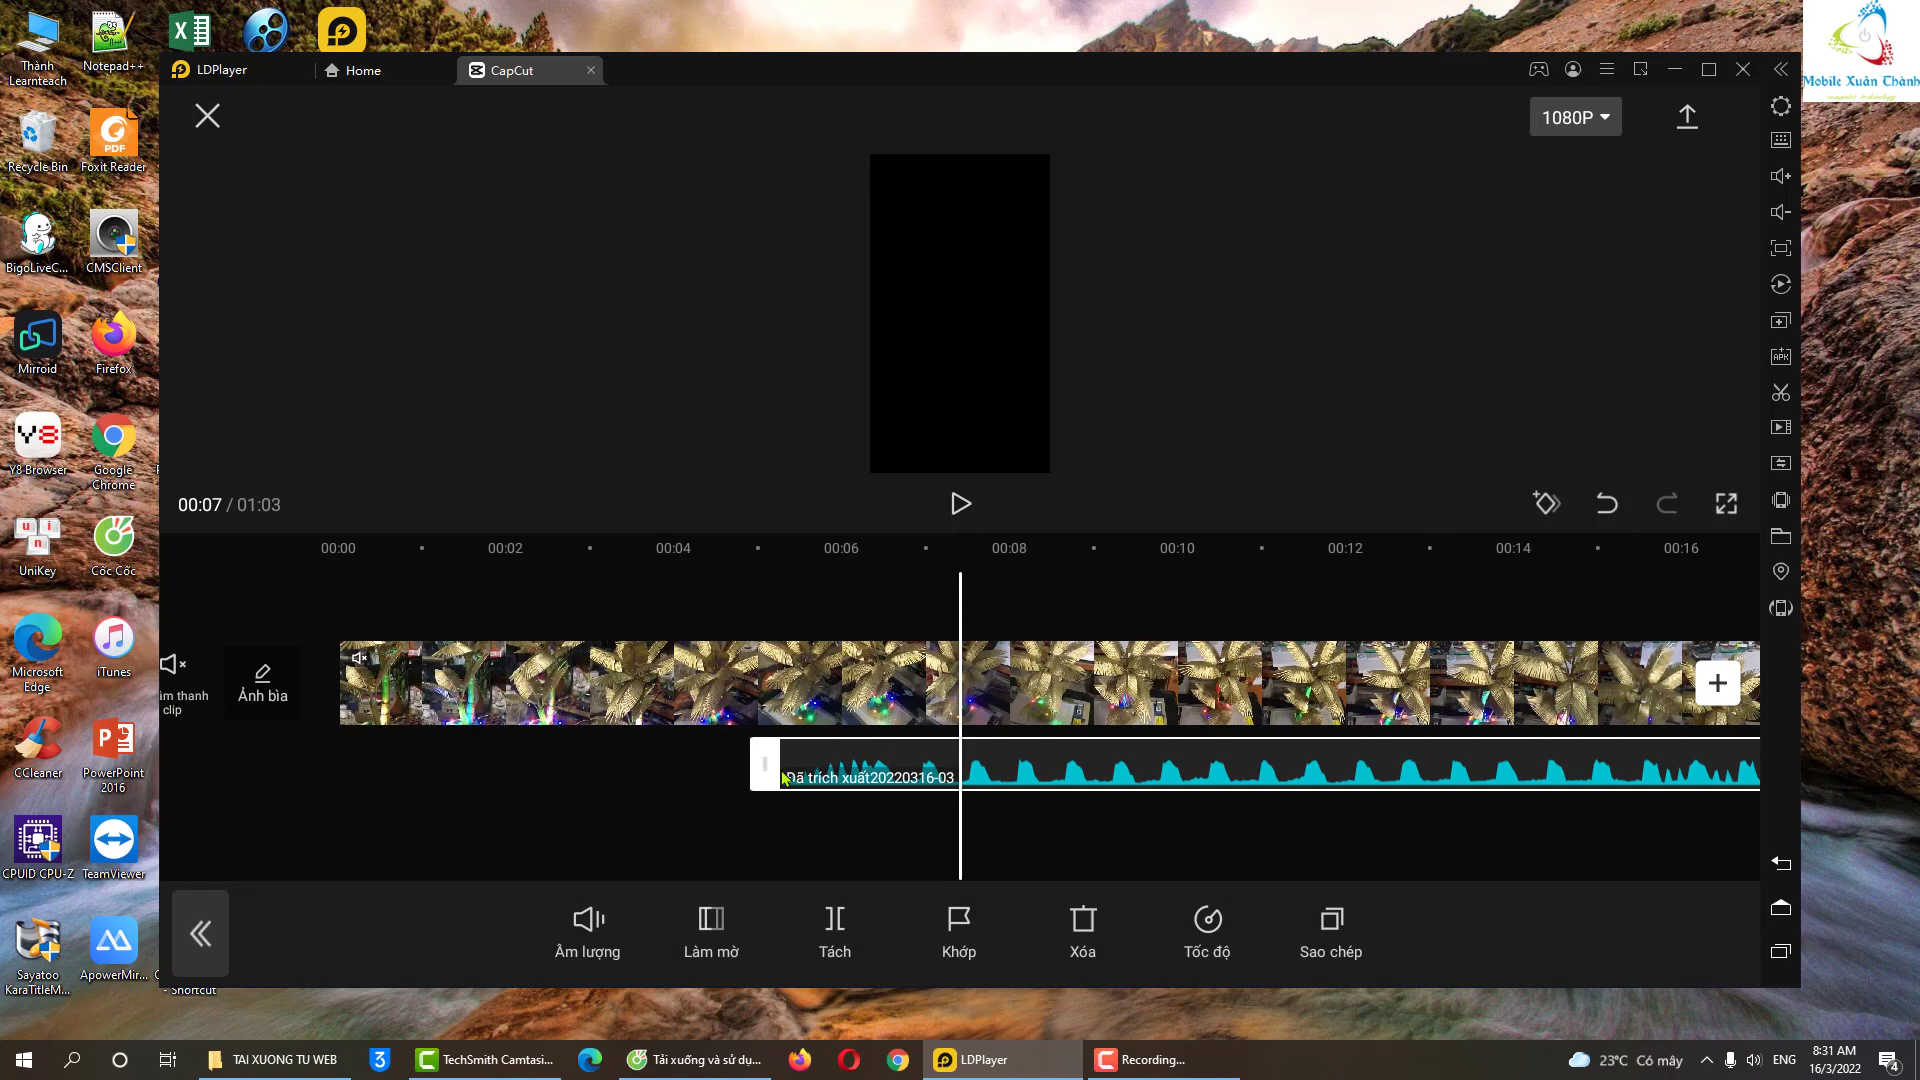 Thành
Learnteach
Notepad++
Recycle Bin
Foxit Reader
PDF
BigoLiveC...
CMSClient
Mirroid
Firefox
Y8 Browser
Google
Chrome
UniKey
Cốc Cốc
Microsoft
Edge
iTunes
CCleaner
PowerPoint
2016
CPUID CPU-Z
TeamViewer
Sayatoo
KaraTitleM...
ApowerMir...
- Shortcut
LDPlayer
Home
CapCut
Mobile Xuân Thành
1080P
APK
00:07 / 01:03
00:00
00:02
00:04
00:06
00:08
00:10
00:12
00:14
00:16
âm thanh
clip
Ảnh bìa
Đã trích xuất20220316-03
Âm lượng
Làm mờ
Tách
Khớp
Xóa
Tốc độ
Sao chép
TAI XUONG TU WEB
TechSmith Camtasi...
Tải xuống và sử dụ...
LDPlayer
Recording...
23°C Có mây
ENG
8:31 AM
16/3/2022
4